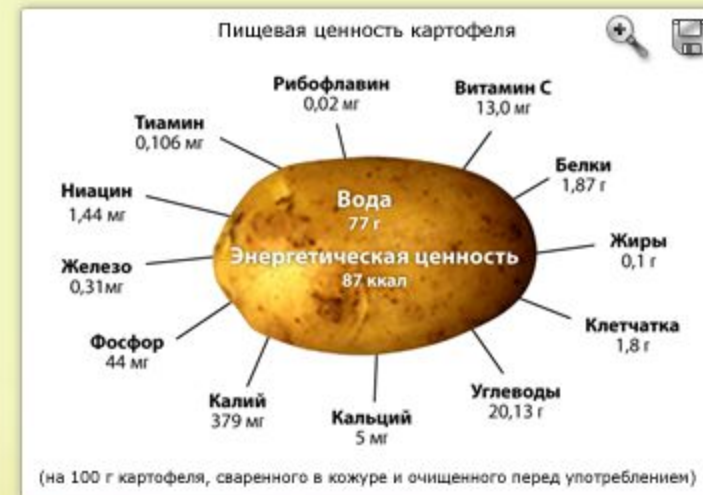 Пищевая ценность картофеля
Рибофлавин
0,02 мг
Витамин С
13,0 мг
Тиамин
0,106 мг
Белки
1,87 г
Ниацин
1,44 мг
Вода
77 г
Жиры
0,1 г
Энергетическая ценность
87 ккал
Железо
0,31мг
Клетчатка
1,8 г
Фосфор
44 мг
Углеводы
20,13 г
Калий
379 мг
Кальций
5 мг
(на 100 г картофеля, сваренного в кожуре и очищенного перед употреблением)